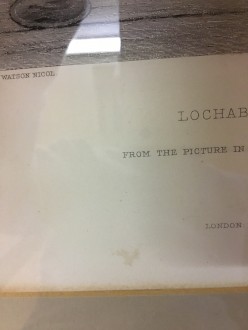 WATSON NICOL
LOCHAB
FROM THE PICTURE IN
LONDON